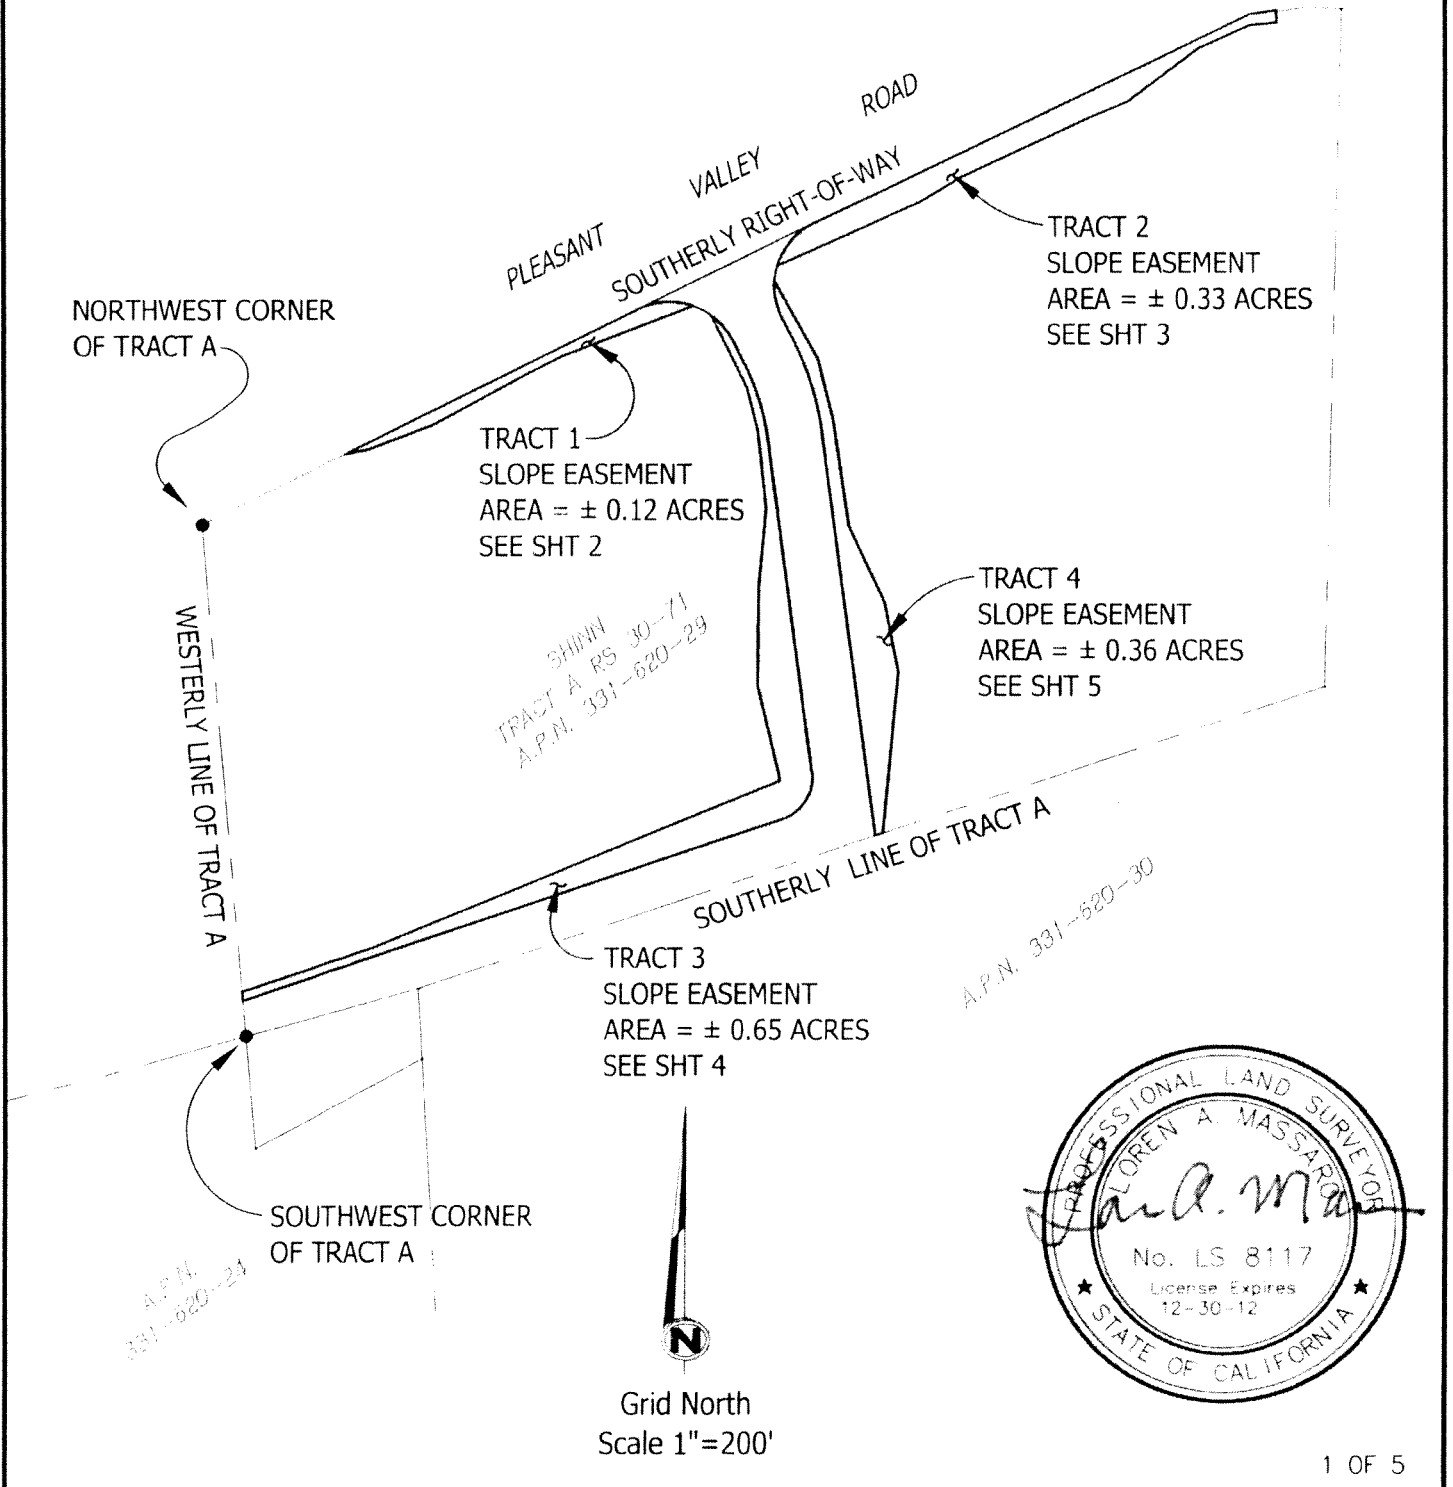 PLEASANT VALLEY ROAD
SOUTHERLY RIGHT-OF-WAY
NORTHWEST CORNER
OF TRACT A
TRACT 2
SLOPE EASEMENT
AREA = ± 0.33 ACRES
SEE SHT 3
TRACT 1
SLOPE EASEMENT
AREA = ± 0.12 ACRES
SEE SHT 2
WESTERLY LINE OF TRACT A
SHINN
TRACT A RS 30-71
A.P.N. 331-620-29
TRACT 4
SLOPE EASEMENT
AREA = ± 0.36 ACRES
SEE SHT 5
SOUTHERLY LINE OF TRACT A
A.P.N. 331-620-30
TRACT 3
SLOPE EASEMENT
AREA = ± 0.65 ACRES
SEE SHT 4
SOUTHWEST CORNER
OF TRACT A
A.P.N.
331-620-24
N
Grid North
Scale 1"=200'
PROFESSIONAL LAND SURVEYOR
LOREN A. MASSARO
No. LS 8117
License Expires
12-30-12
STATE OF CALIFORNIA
1 OF 5